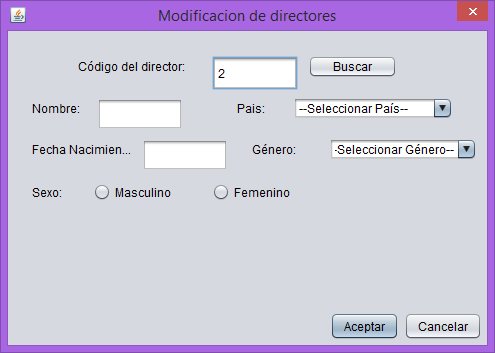 Modificacion de directores
Código del director: 2 Buscar
Nombre: Pais: --Seleccionar País--
Fecha Nacimien... Género: -Seleccionar Género--
Sexo: Masculino Femenino
Aceptar Cancelar